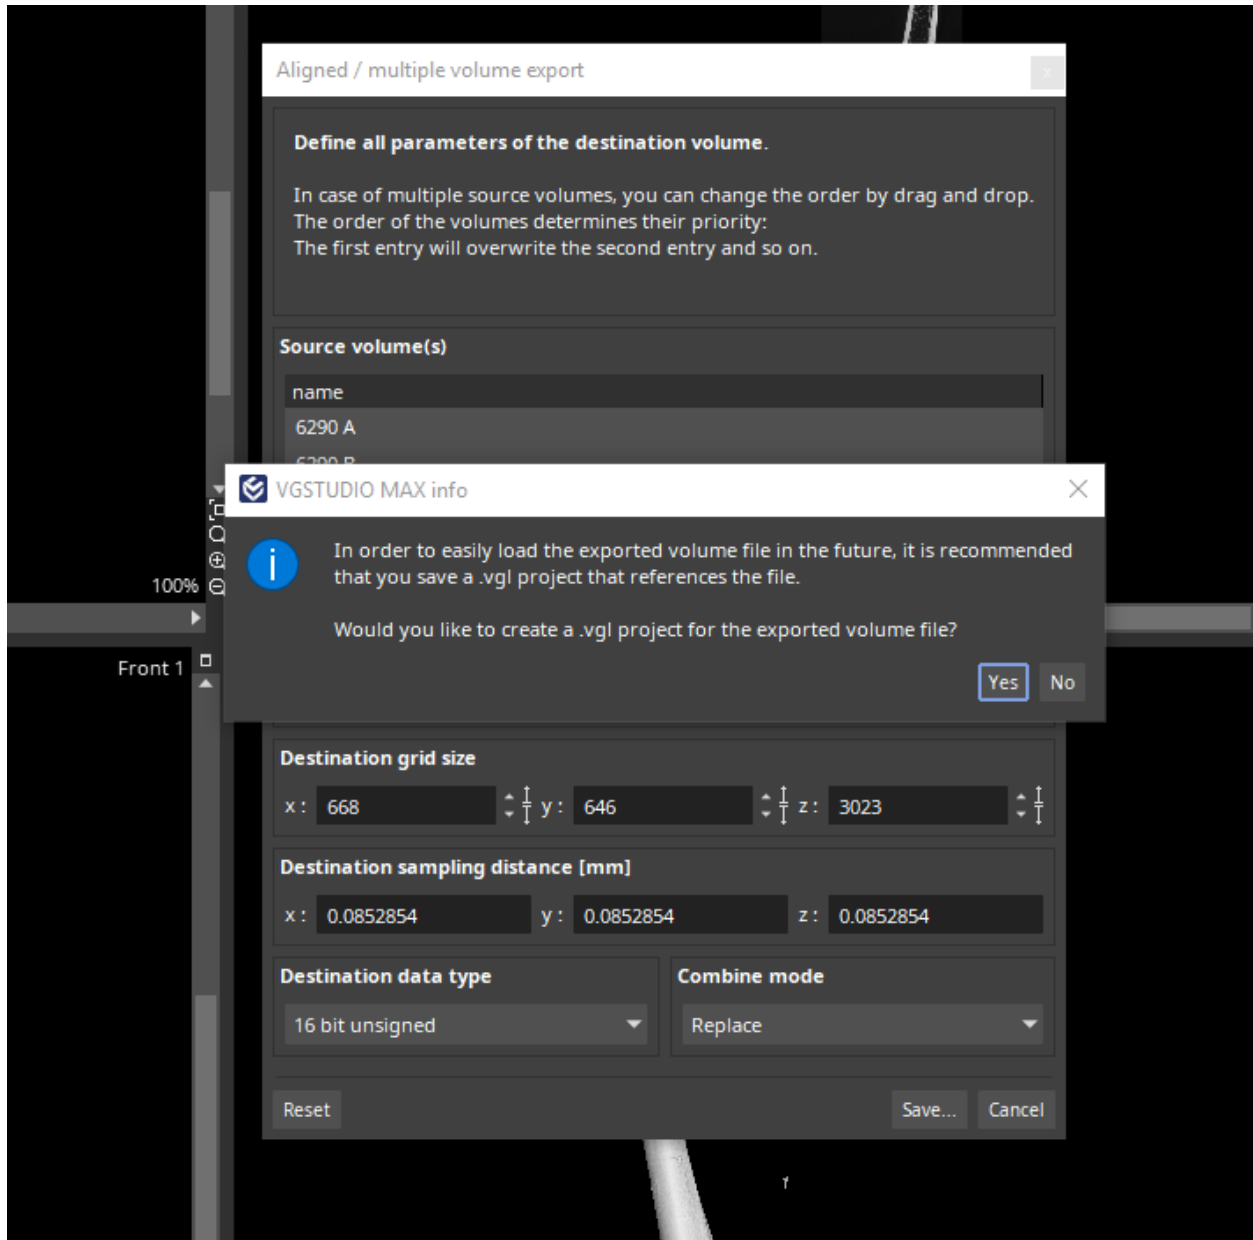 Aligned / multiple volume export
x
Define all parameters of the destination volume.
In case of multiple source volumes, you can change the order by drag and drop.
The order of the volumes determines their priority:
The first entry will overwrite the second entry and so on.
Source volume(s)
name
6290 A
6290 B
VGSTUDIO MAX info
In order to easily load the exported volume file in the future, it is recommended
that you save a .vgl project that references the file.
Would you like to create a .vgl project for the exported volume file?
Yes No
100%
Front 1
Destination grid size
x: 668 y: 646 z: 3023
Destination sampling distance [mm]
x: 0.0852854 y: 0.0852854 z: 0.0852854
Destination data type Combine mode
16 bit unsigned Replace
Reset Save... Cancel